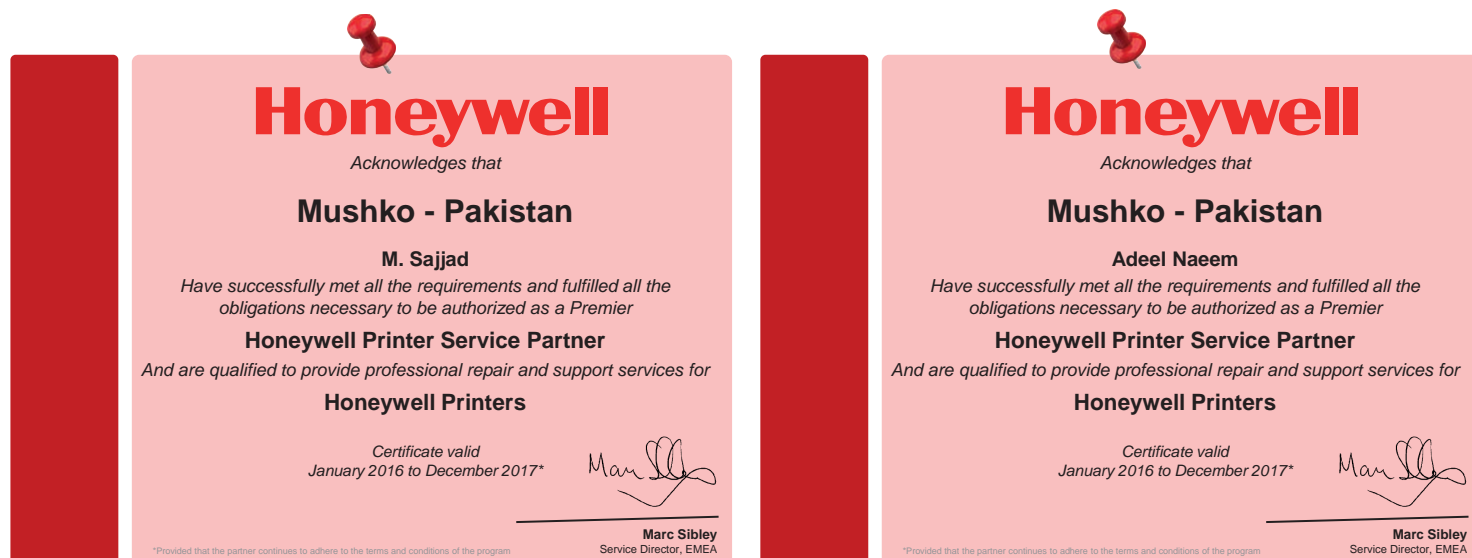 Honeywell
Acknowledges that
Mushko - Pakistan
M. Sajjad
Have successfully met all the requirements and fulfilled all the
obligations necessary to be authorized as a Premier
Honeywell Printer Service Partner
And are qualified to provide professional repair and support services for
Honeywell Printers
Certificate valid
January 2016 to December 2017*
Marc Sibley
Service Director, EMEA
*Provided that the partner continues to adhere to the terms and conditions of the program
Honeywell
Acknowledges that
Mushko - Pakistan
Adeel Naeem
Have successfully met all the requirements and fulfilled all the
obligations necessary to be authorized as a Premier
Honeywell Printer Service Partner
And are qualified to provide professional repair and support services for
Honeywell Printers
Certificate valid
January 2016 to December 2017*
Marc Sibley
Service Director, EMEA
*Provided that the partner continues to adhere to the terms and conditions of the program